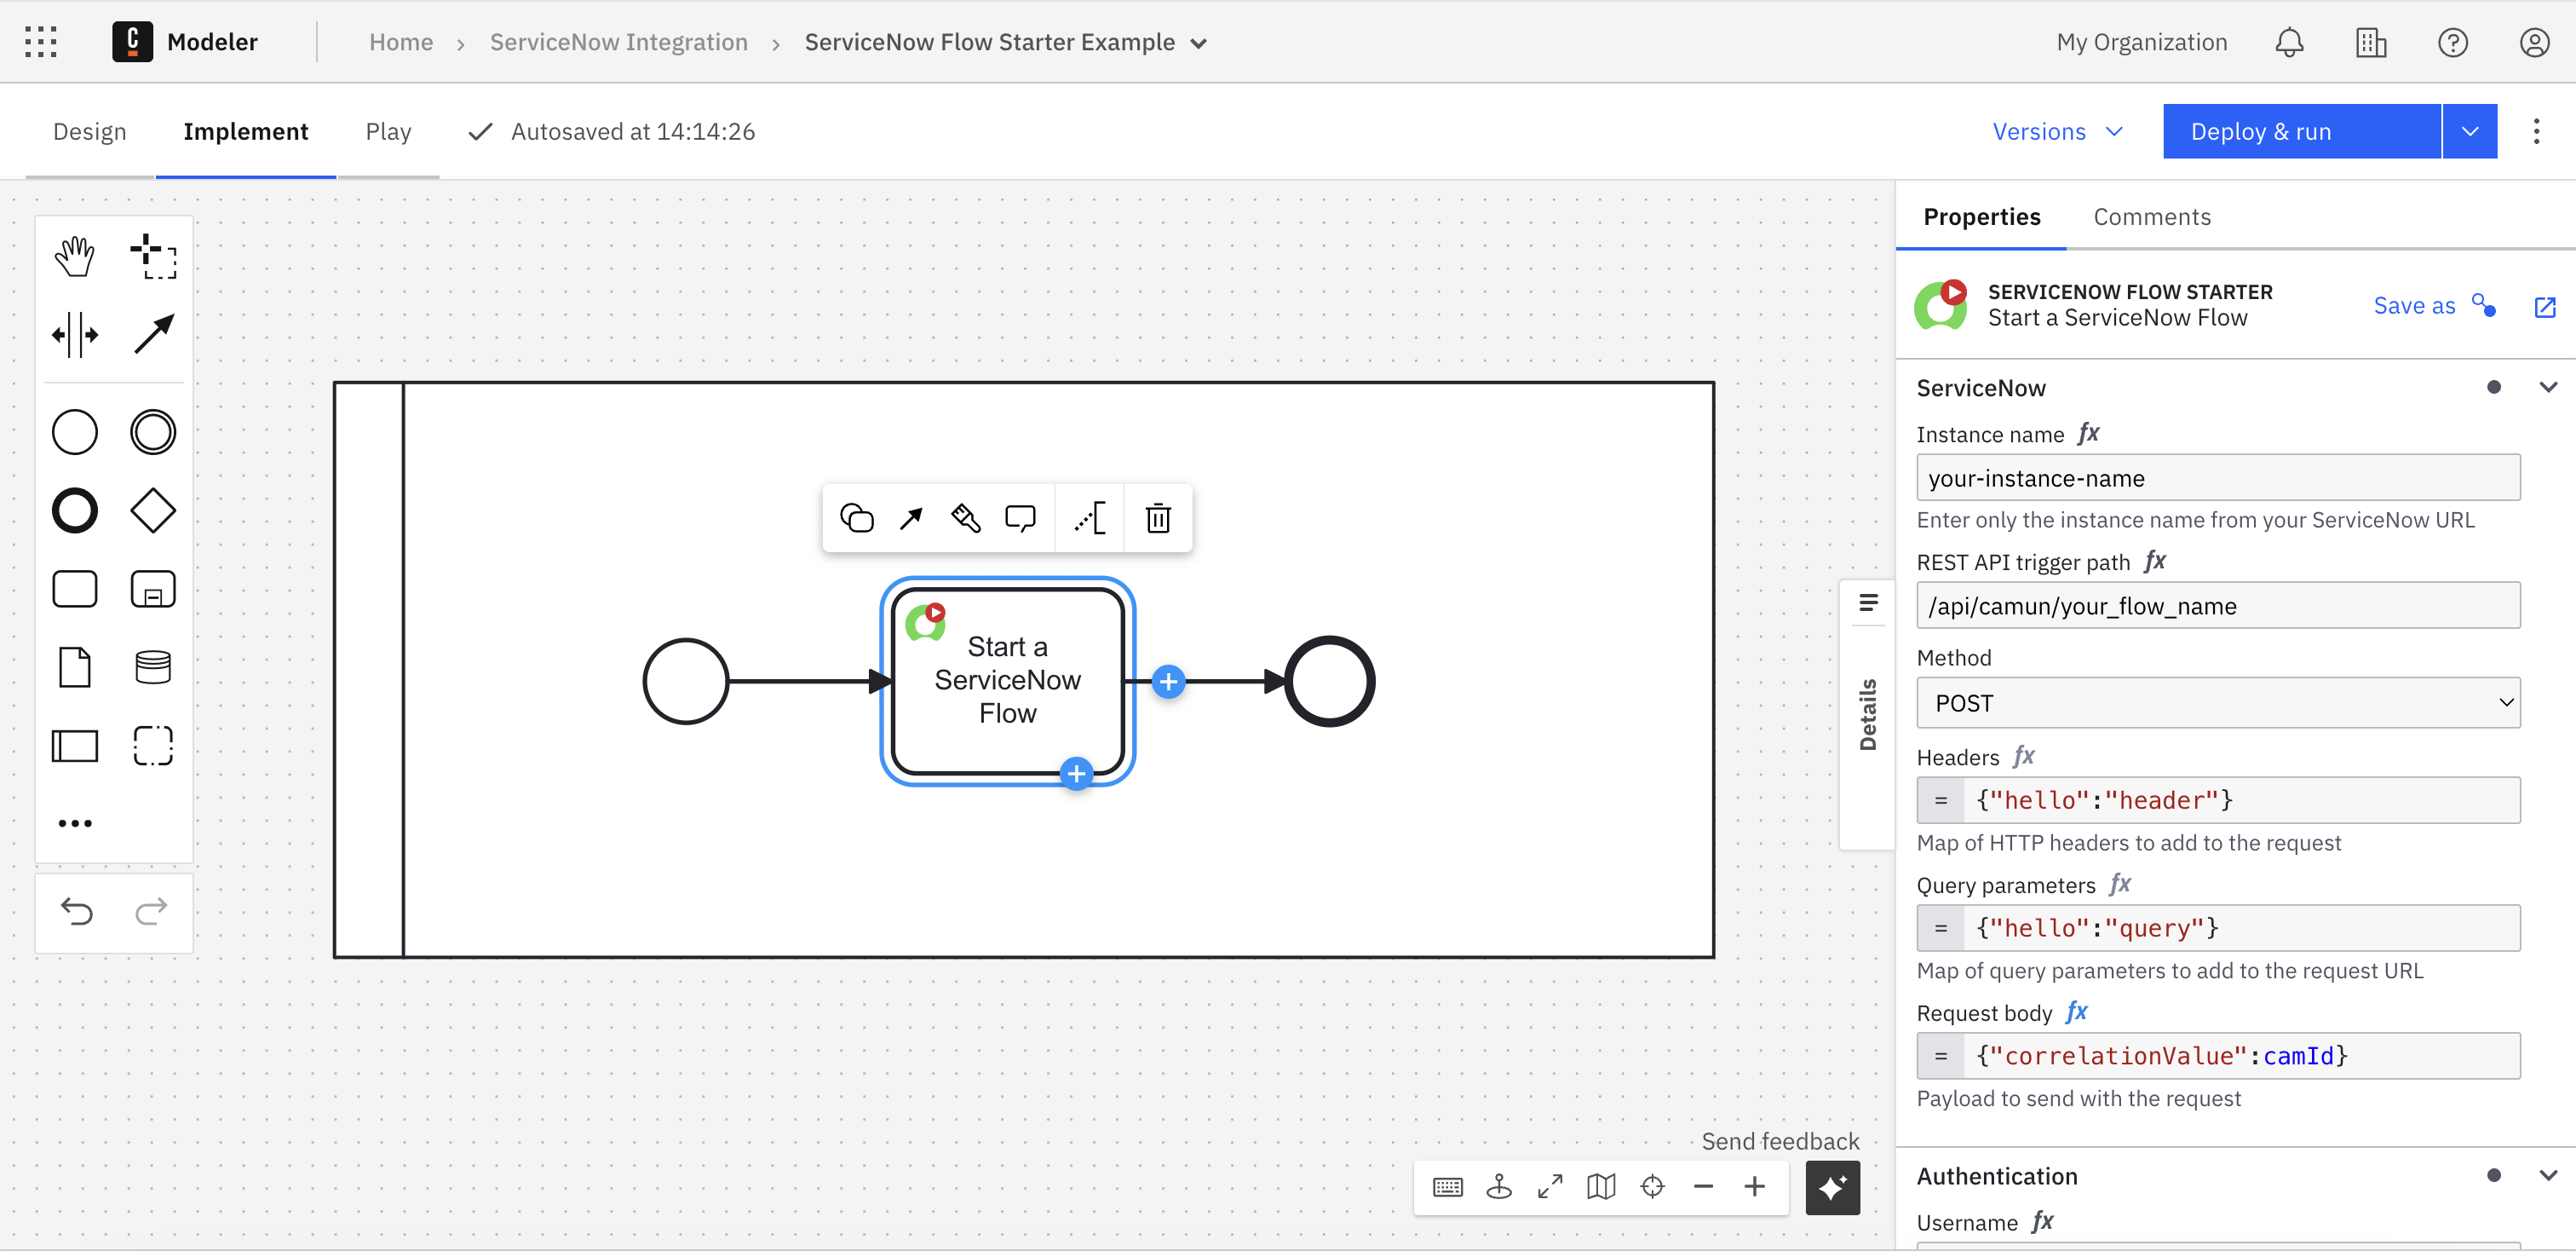 C Modeler Home › ServiceNow Integration › ServiceNow Flow Starter Example My Organization
Design Implement Play Autosaved at 14:14:26 Versions Deploy & run
Properties Comments
SERVICENOW FLOW STARTER
Start a ServiceNow Flow
Save as
ServiceNow
Instance name fx
your-instance-name
Enter only the instance name from your ServiceNow URL
REST API trigger path fx
/api/camun/your_flow_name
Method
POST
Headers fx
= {"hello":"header"}
Map of HTTP headers to add to the request
Query parameters fx
= {"hello":"query"}
Map of query parameters to add to the request URL
Request body fx
= {"correlationValue":camId}
Payload to send with the request
Authentication
Username fx
Start a
ServiceNow
Flow
Details
Send feedback